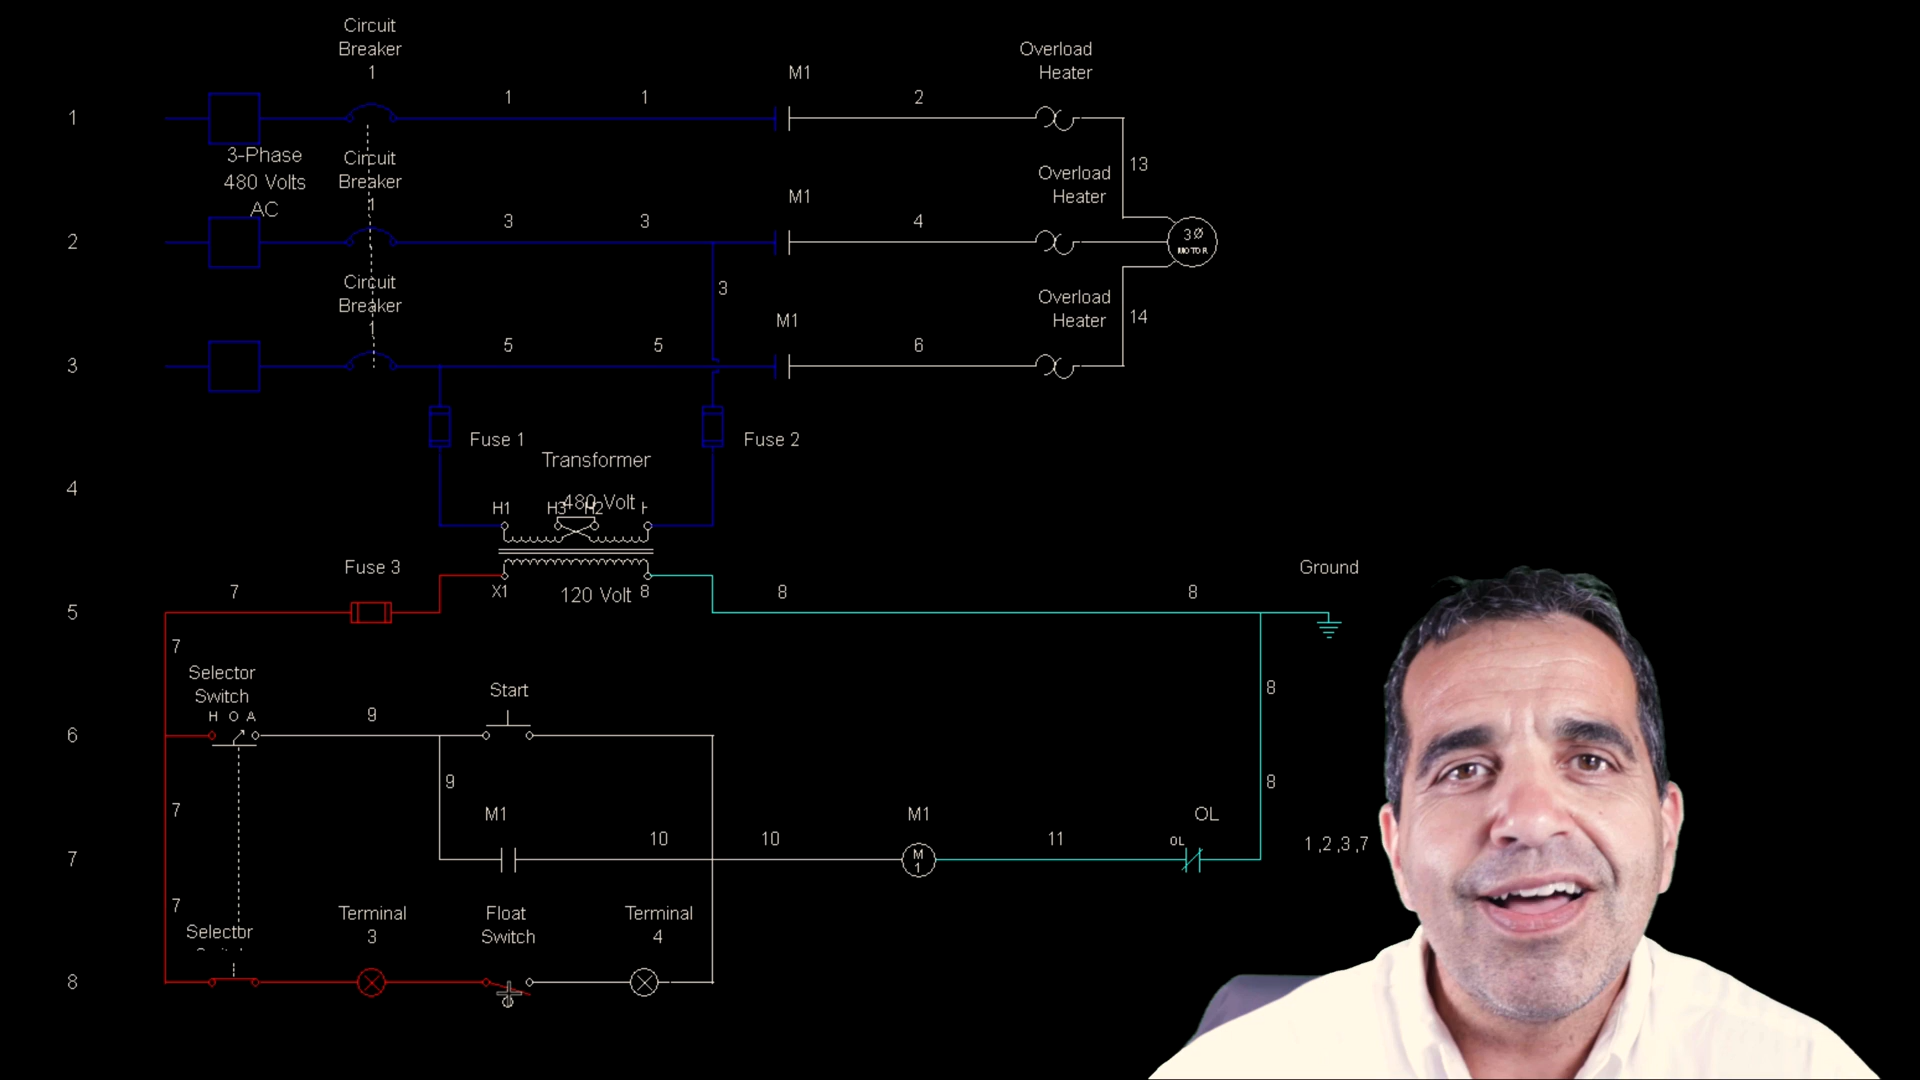 Circuit
Breaker
1
Overload
Heater
M1
1
1
1
2
3-Phase
480 Volts
AC
Circuit
Breaker
1
13
Overload
Heater
M1
2
3
3
4
3Ø
MOTOR
Circuit
Breaker
1
3
Overload
Heater
14
M1
3
5
5
6
Fuse 1
Fuse 2
Transformer
4
480 Volt
H1
H3
H2
Fuse 3
Ground
X1
120 Volt
8
7
8
8
5
7
Selector
Switch
H O A
Start
8
9
6
9
8
7
M1
M1
OL
10
10
11
OL
1,2,3,7
7
M
1
7
Selector
Terminal
3
Float
Switch
Terminal
4
8